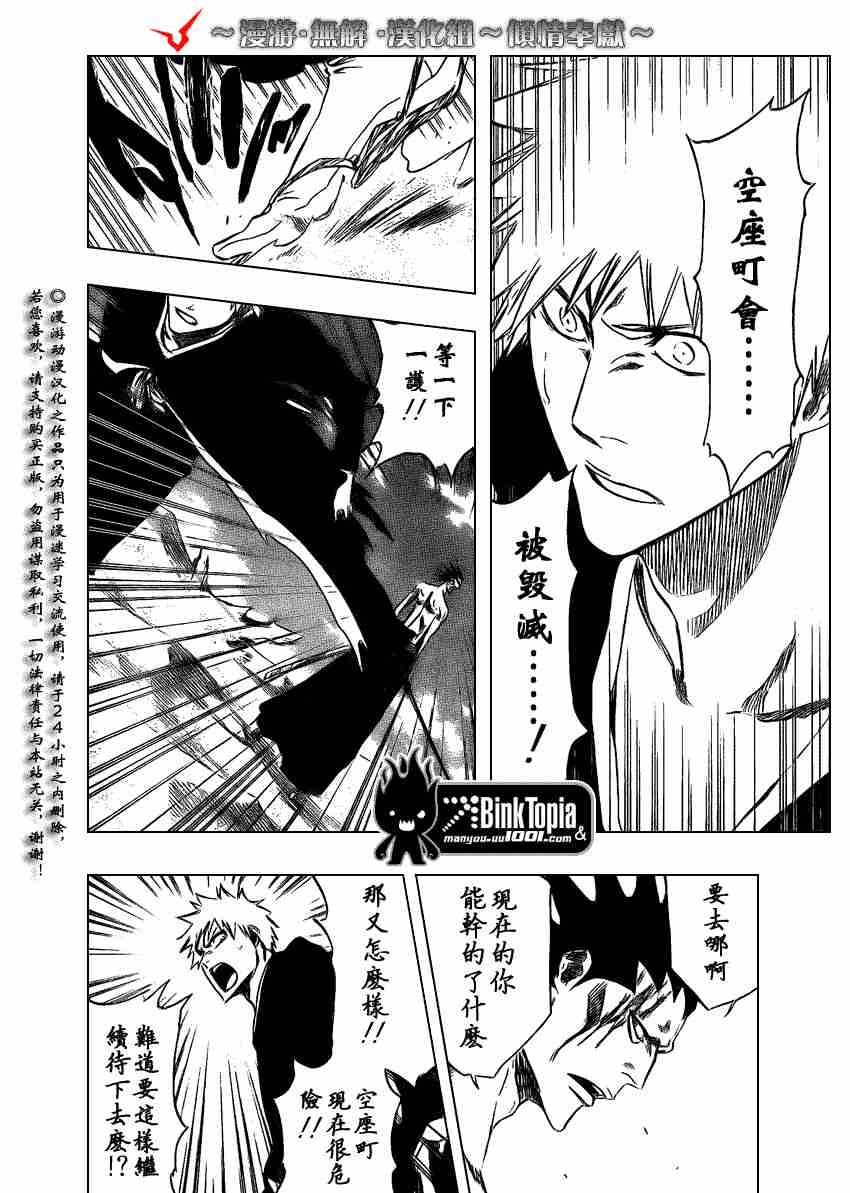 ～漫游·無解·漢化組～傾情奉獻～
空座町會……
被毀滅……！
等一下
一護!!
◎漫游动漫汉化之作品只为用于漫迷学习交流使用，请于24小时之内删除，
若您喜欢，请支持购买正版，勿盗用谋取私利，一切法律责任与本站无关，谢谢！
BinkTopia
manyou-uu1001.com &
要去哪啊
現在的你
能幹的了什麼
那又怎麼樣!!
空座町
現在很危
險!!
難道要這樣繼
續待下去麼!?